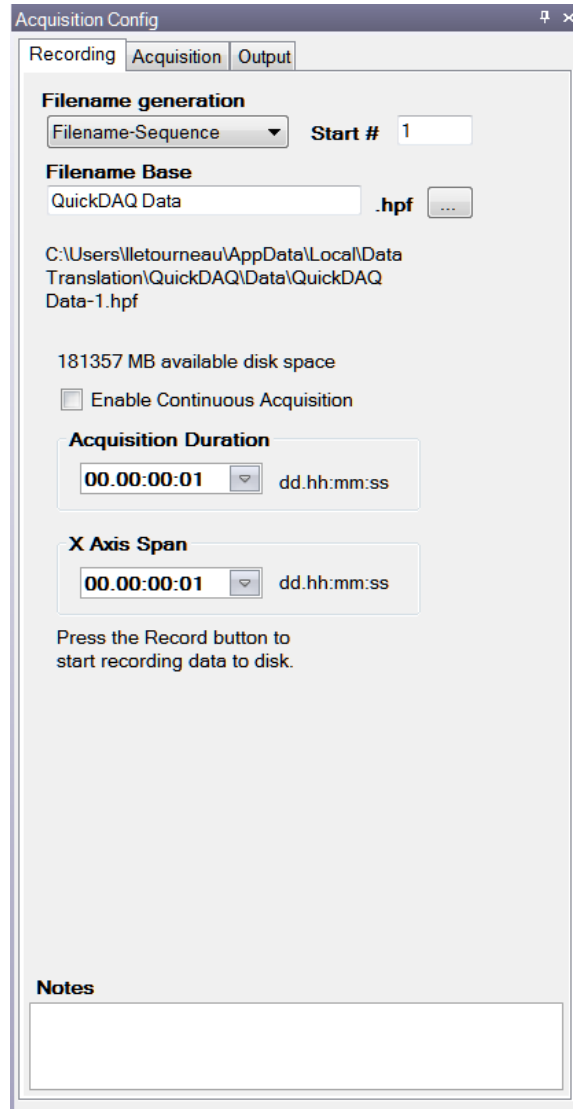 Acquisition Config
Recording Acquisition Output
Filename generation
Filename-Sequence Start # 1
Filename Base
QuickDAQ Data .hpf ...
C:\Users\lletourneau\AppData\Local\Data
Translation\QuickDAQ\Data\QuickDAQ
Data-1.hpf
181357 MB available disk space
Enable Continuous Acquisition
Acquisition Duration
00.00:00:01 dd.hh:mm:ss
X Axis Span
00.00:00:01 dd.hh:mm:ss
Press the Record button to
start recording data to disk.
Notes